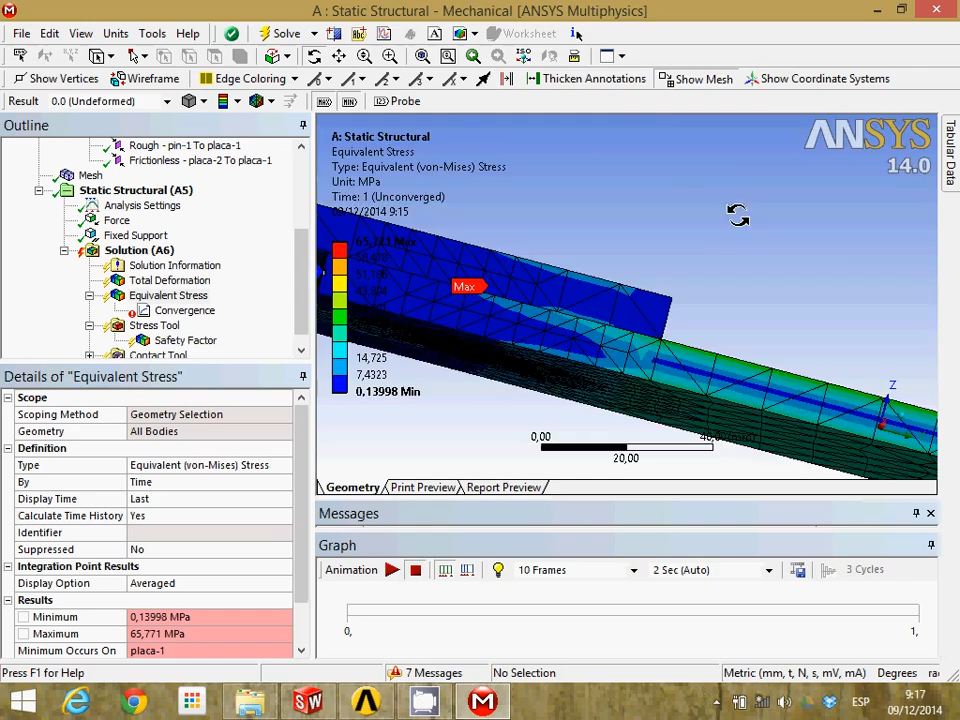 A : Static Structural - Mechanical [ANSYS Multiphysics]
File Edit View Units Tools Help Solve Worksheet
Show Vertices Wireframe Edge Coloring Thicken Annotations Show Mesh Show Coordinate Systems
Result 0.0 (Undeformed) MAX MIN Probe
Outline
Rough - pin-1 To placa-1
Frictionless - placa-2 To placa-1
Mesh
Static Structural (A5)
Analysis Settings
Force
Fixed Support
Solution (A6)
Solution Information
Total Deformation
Equivalent Stress
Convergence
Stress Tool
Safety Factor
Contact Tool
Details of "Equivalent Stress"
Scope
Scoping Method Geometry Selection
Geometry All Bodies
Definition
Type Equivalent (von-Mises) Stress
By Time
Display Time Last
Calculate Time History Yes
Identifier
Suppressed No
Integration Point Results
Display Option Averaged
Results
Minimum 0,13998 MPa
Maximum 65,771 MPa
Minimum Occurs On placa-1
A: Static Structural
Equivalent Stress
Type: Equivalent (von-Mises) Stress
Unit: MPa
Time: 1 (Unconverged)
9:15
ANSYS
14.0
Max
65,771 Max
14,725
7,4323
0,13998 Min
Z
0,00
20,00
Geometry Print Preview Report Preview
Tabular Data
Messages
Graph
Animation 10 Frames 2 Sec (Auto) 3 Cycles
0, 1,
Press F1 for Help 7 Messages No Selection Metric (mm, t, N, s, mV, mA) Degrees
ESP
9:17
09/12/2014